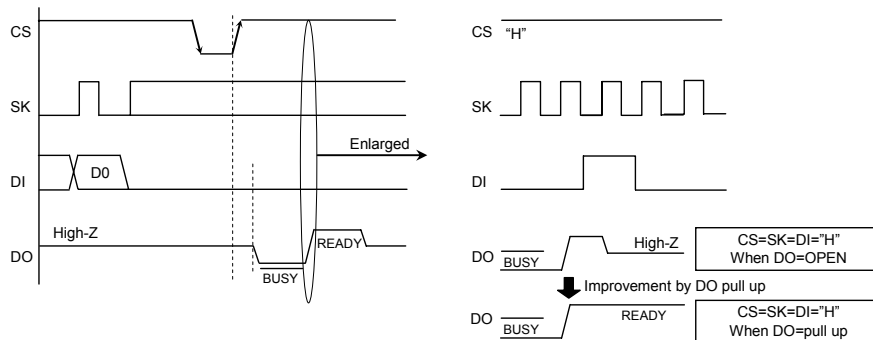 CS
SK
DI
D0
High-Z
DO
BUSY
READY
Enlarged
CS
“H”
SK
DI
DO
BUSY
High-Z
CS=SK=DI=”H”
When DO=OPEN
Improvement by DO pull up
DO
BUSY
READY
CS=SK=DI=”H”
When DO=pull up